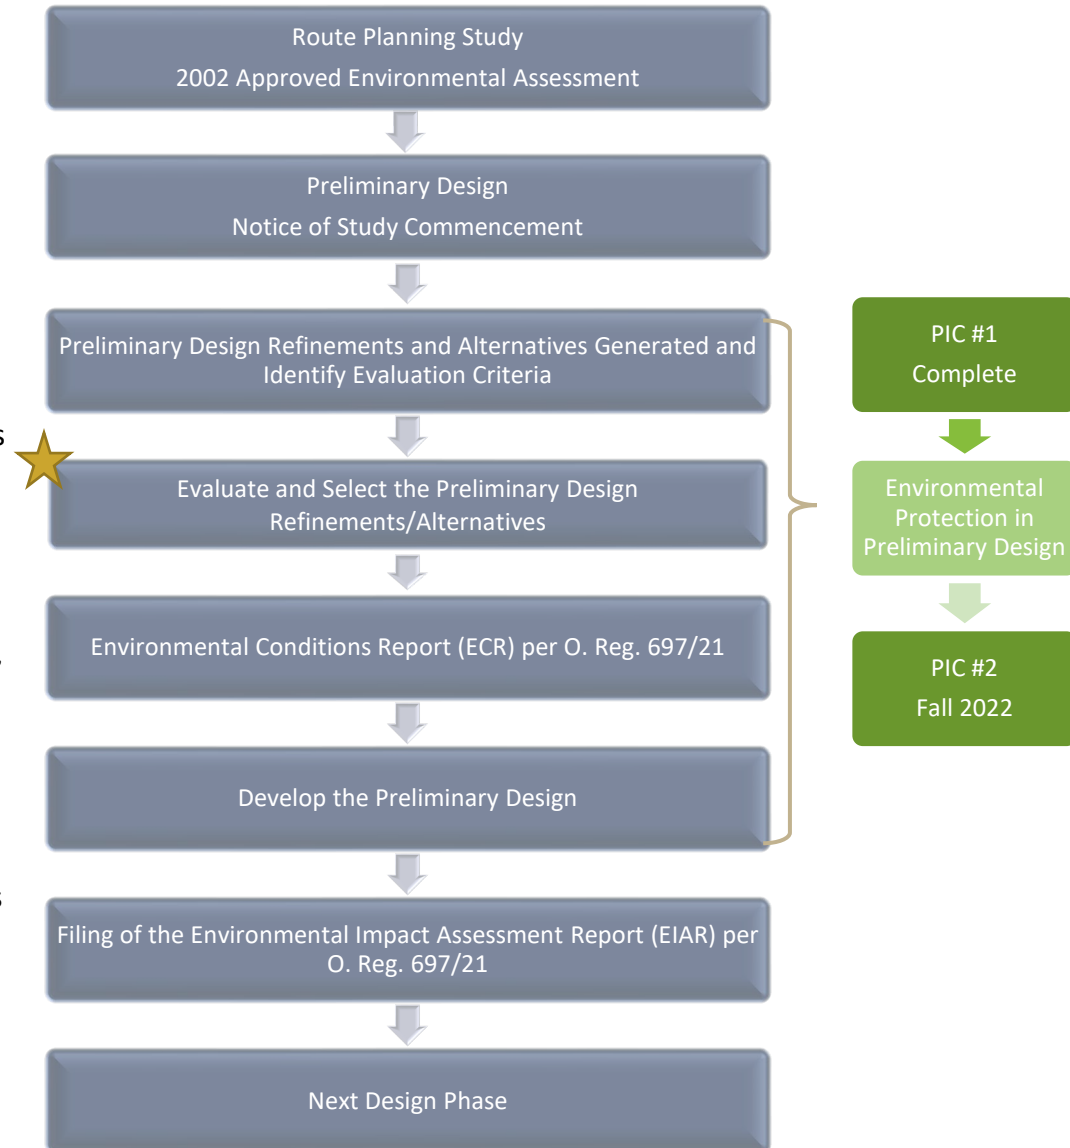 Route Planning Study
2002 Approved Environmental Assessment
Preliminary Design
Notice of Study Commencement
Preliminary Design Refinements and Alternatives Generated and
Identify Evaluation Criteria
Evaluate and Select the Preliminary Design
Refinements/Alternatives
Environmental Conditions Report (ECR) per O. Reg. 697/21
Develop the Preliminary Design
Filing of the Environmental Impact Assessment Report (EIAR) per
O. Reg. 697/21
Next Design Phase
PIC #1
Complete
Environmental
Protection in
Preliminary Design
PIC #2
Fall 2022